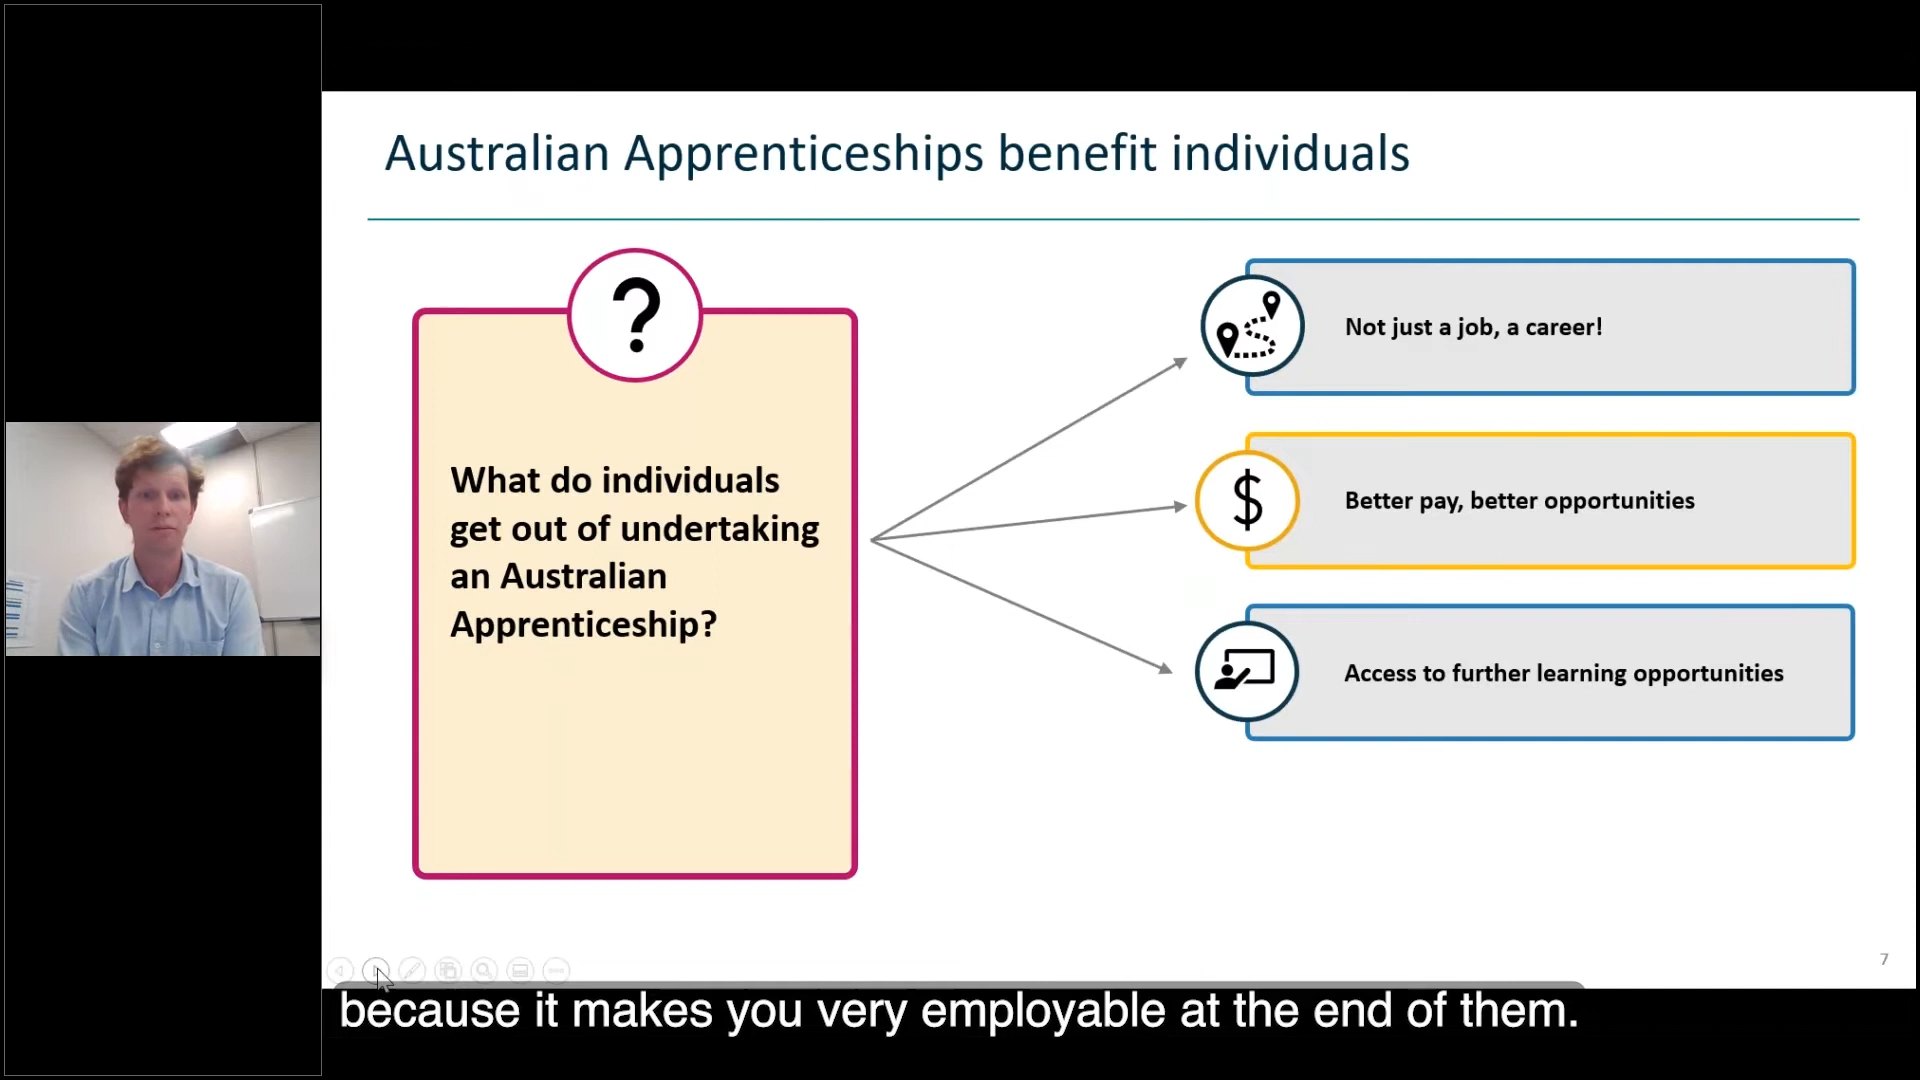 Australian Apprenticeships benefit individuals
?
What do individuals
get out of undertaking
an Australian
Apprenticeship?
Not just a job, a career!
$
Better pay, better opportunities
Access to further learning opportunities
7
because it makes you very employable at the end of them.